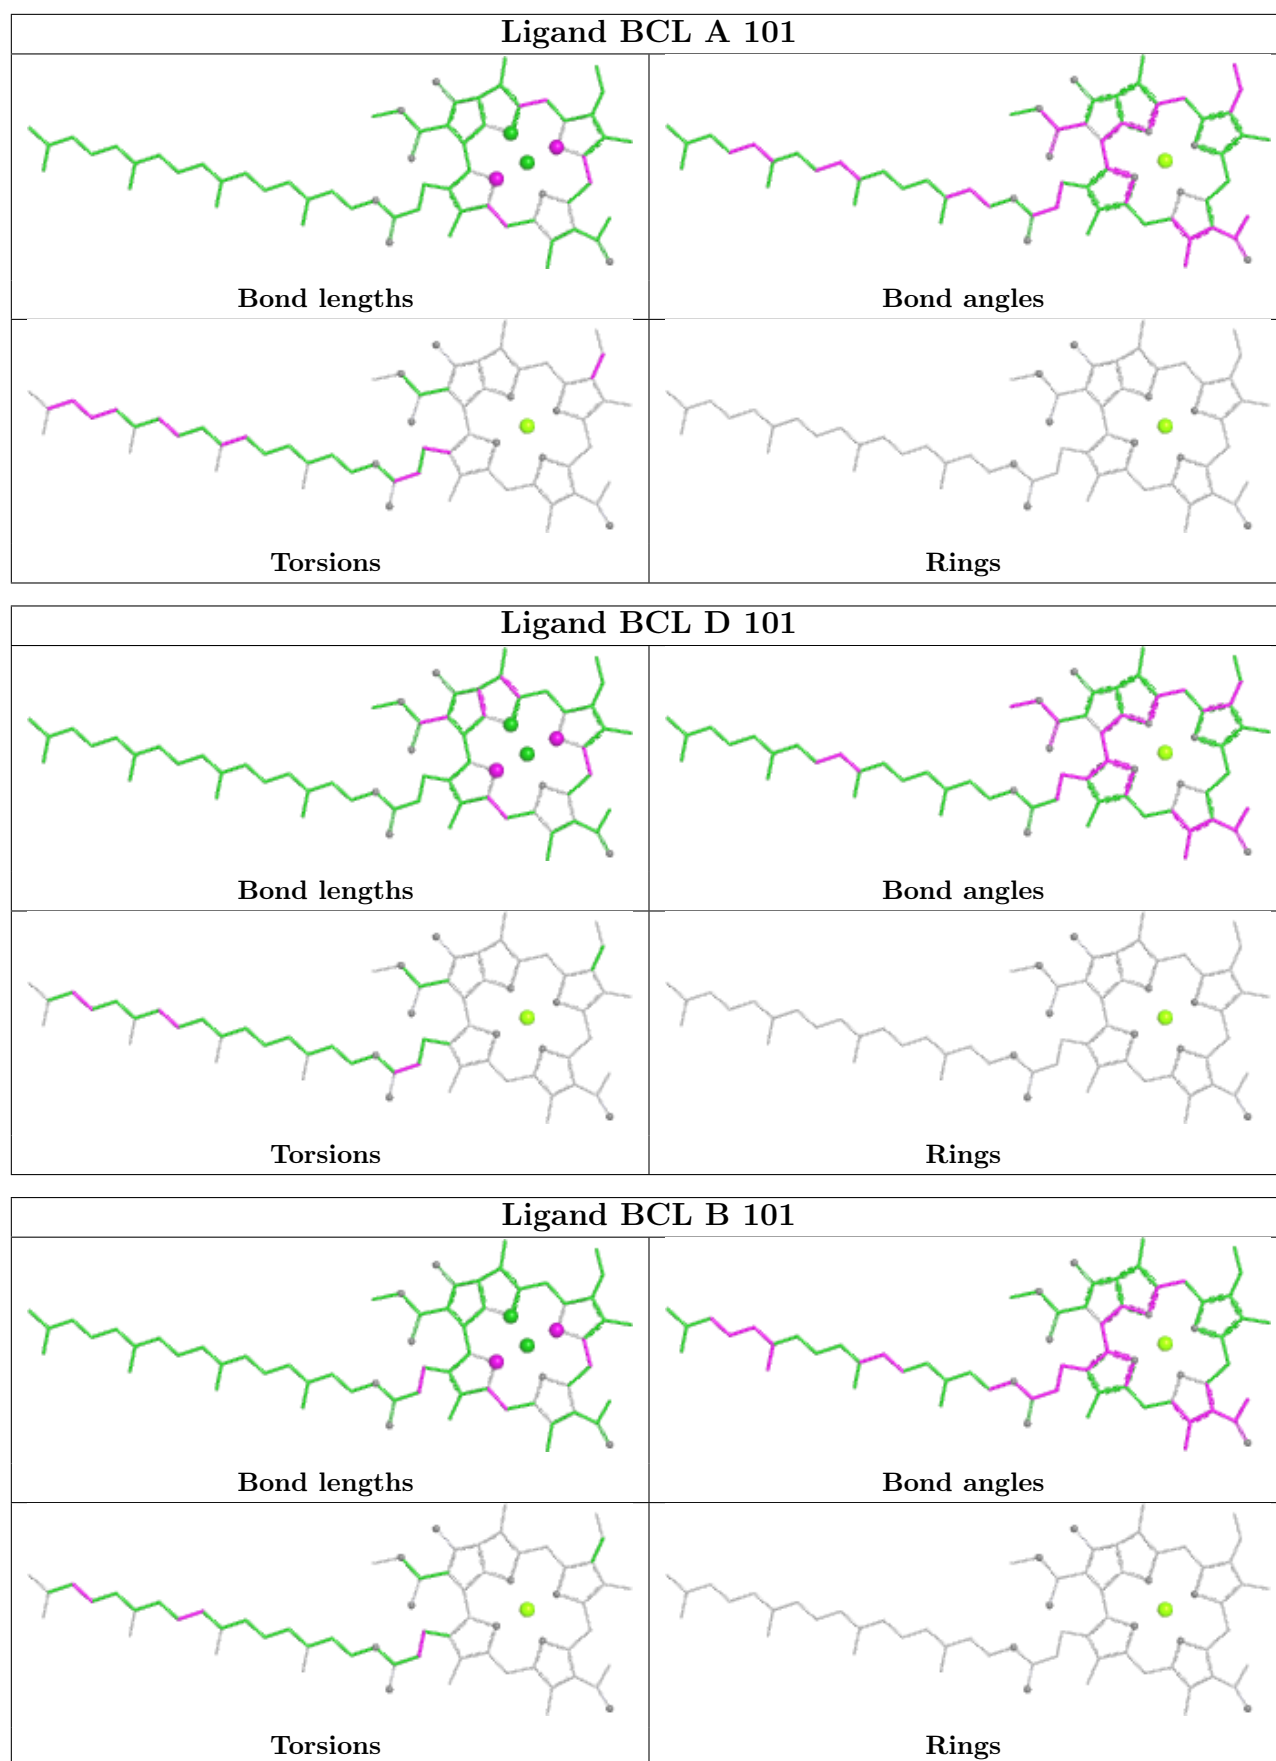 Ligand BCL A 101
Bond lengths
Bond angles
Torsions
Rings
Ligand BCL D 101
Bond lengths
Bond angles
Torsions
Rings
Ligand BCL B 101
Bond lengths
Bond angles
Torsions
Rings